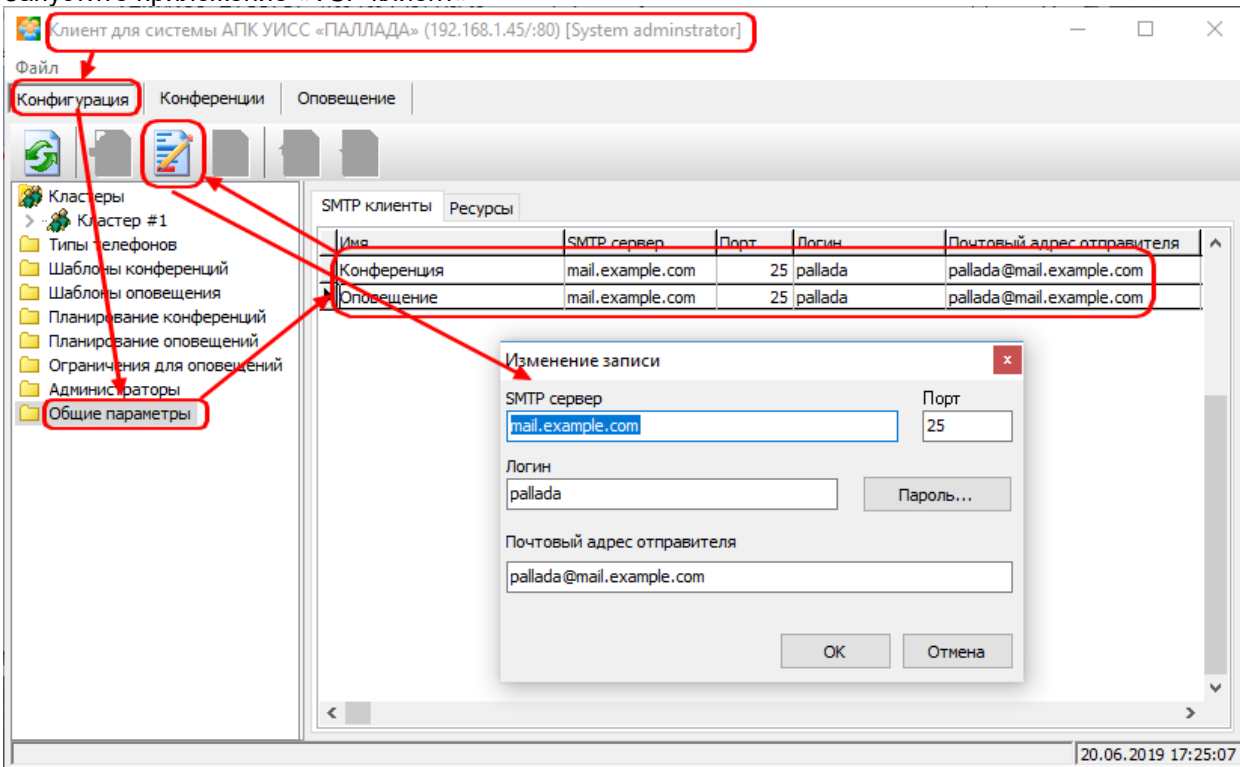 Клиент для системы АПК УИСС «ПАЛЛАДА» (192.168.1.45/:80) [System adminstrator]
Файл
Конфигурация Конференции Оповещение
Кластеры
Кластер #1
Типы телефонов
Шаблоны конференций
Шаблоны оповещения
Планирование конференций
Планирование оповещений
Ограничения для оповещений
Администраторы
Общие параметры
SMTP клиенты Ресурсы
Имя SMTP сервер Порт Логин Почтовый адрес отправителя
Конференция mail.example.com 25 pallada pallada@mail.example.com
Оповещение mail.example.com 25 pallada pallada@mail.example.com
Изменение записи
SMTP сервер Порт
mail.example.com 25
Логин
pallada Пароль...
Почтовый адрес отправителя
pallada@mail.example.com
OK Отмена
20.06.2019 17:25:07